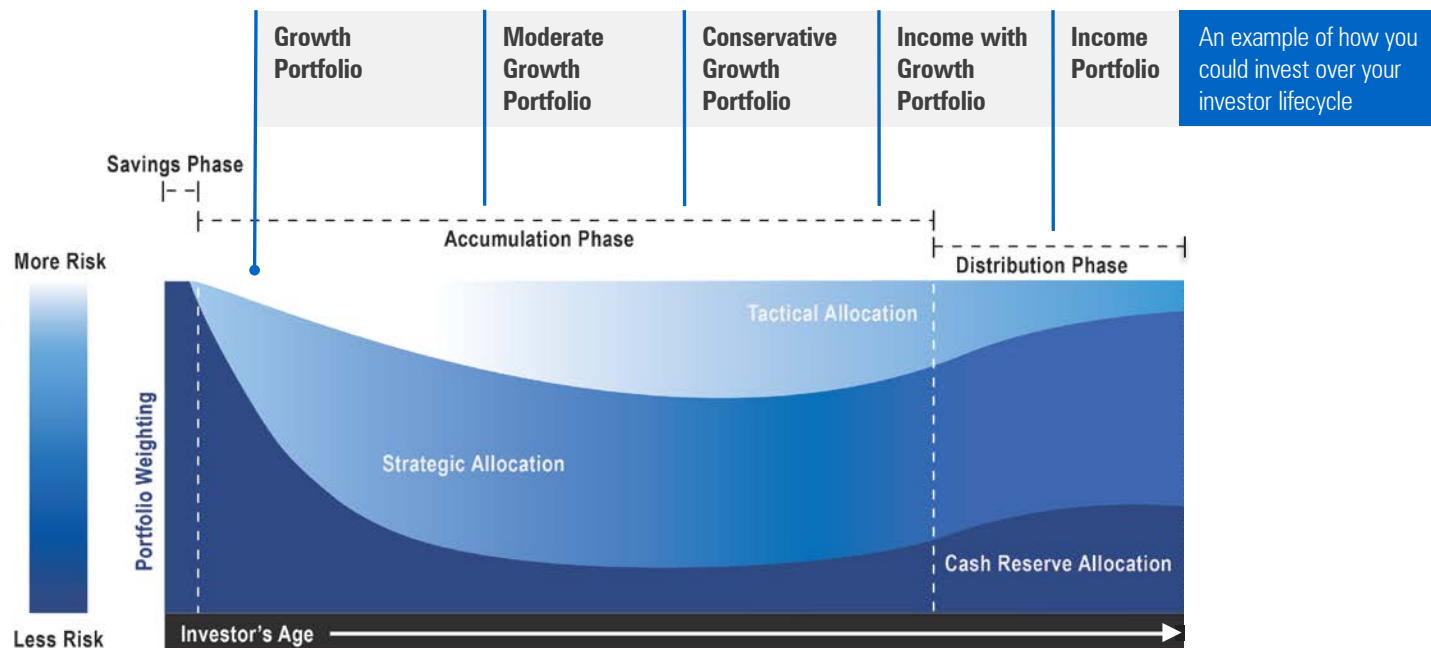 Growth
Portfolio
Moderate
Growth
Portfolio
Conservative
Growth
Portfolio
Income with
Growth
Portfolio
Income
Portfolio
An example of how you
could invest over your
investor lifecycle
Savings Phase
Accumulation Phase
Distribution Phase
More Risk
Less Risk
Portfolio Weighting
Tactical Allocation
Strategic Allocation
Cash Reserve Allocation
Investor's Age